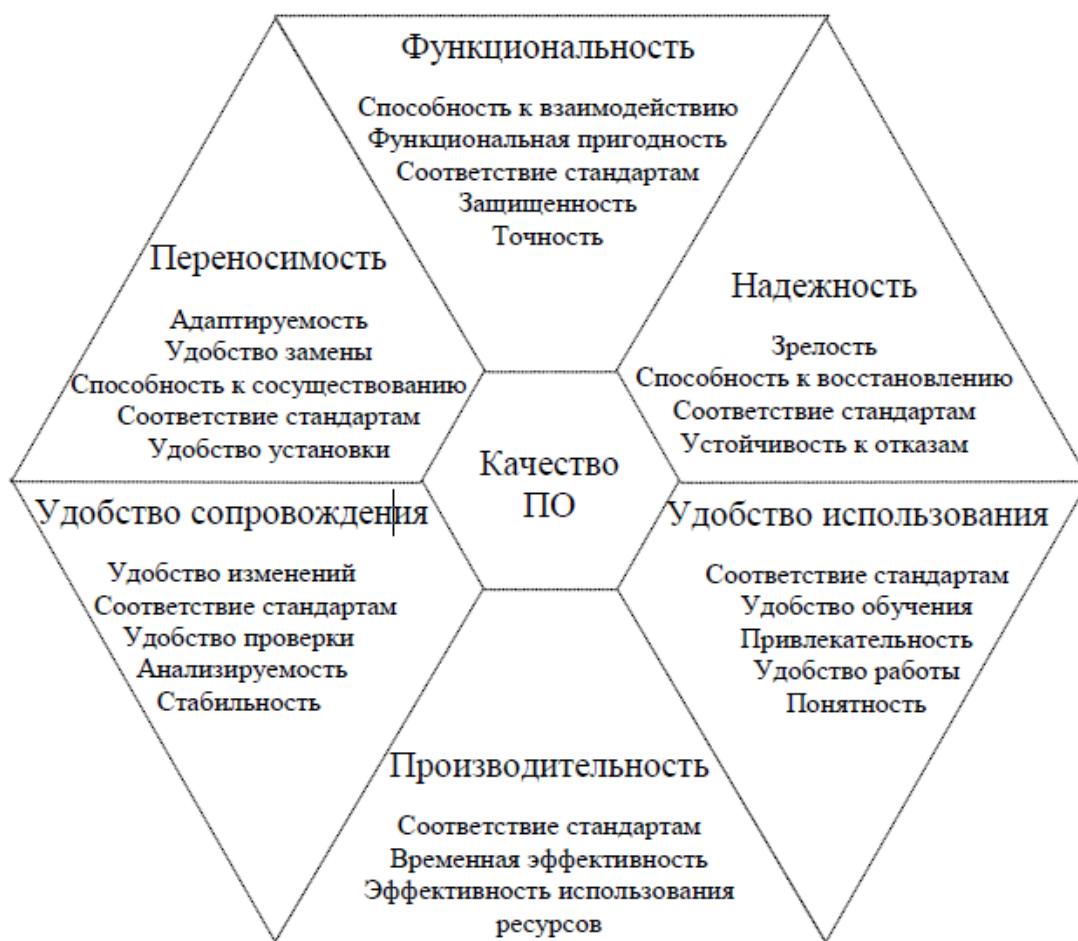 Функциональность
Способность к взаимодействию
Функциональная пригодность
Соответствие стандартам
Защищенность
Точность
Переносимость
Адаптируемость
Удобство замены
Способность к сосуществованию
Соответствие стандартам
Удобство установки
Надежность
Зрелость
Способность к восстановлению
Соответствие стандартам
Устойчивость к отказам
Качество
ПО
Удобство сопровождения
Удобство изменений
Соответствие стандартам
Удобство проверки
Анализируемость
Стабильность
Удобство использования
Соответствие стандартам
Удобство обучения
Привлекательность
Удобство работы
Понятность
Производительность
Соответствие стандартам
Временная эффективность
Эффективность использования
ресурсов